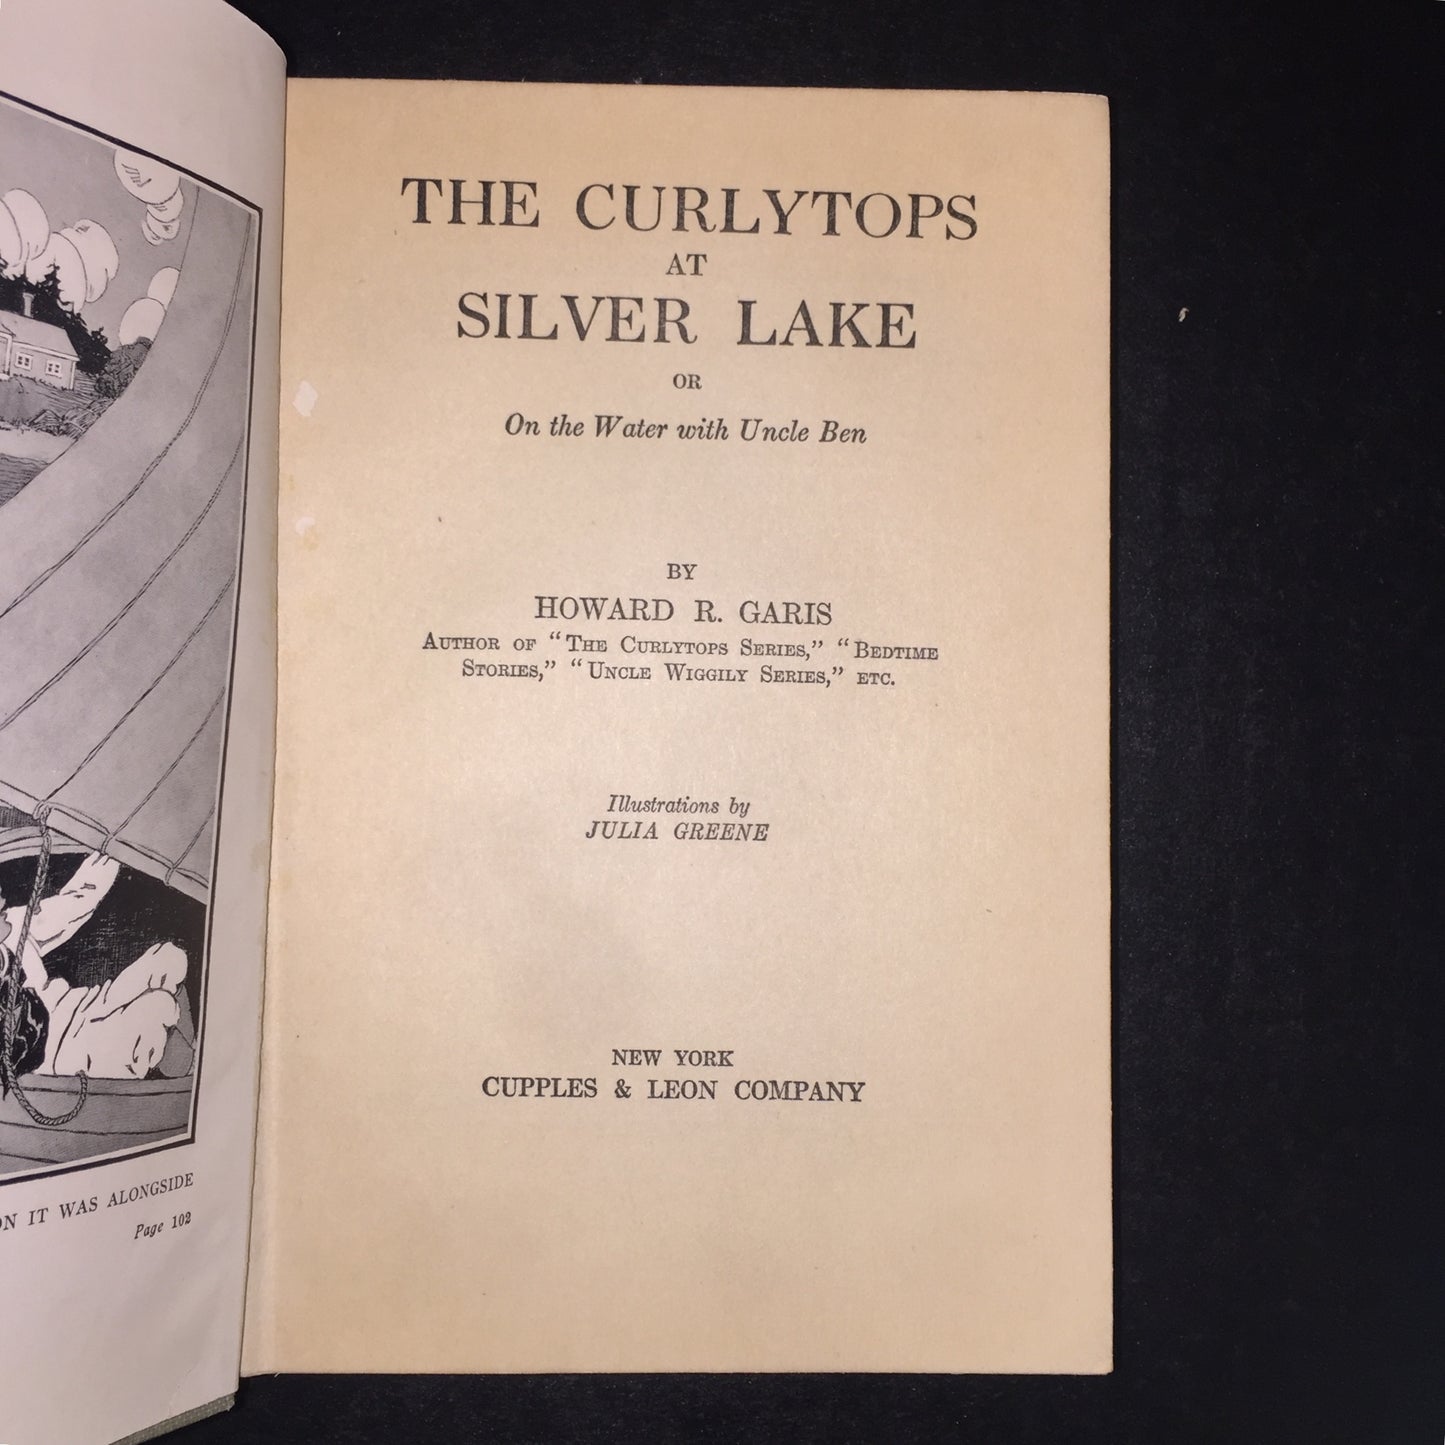 THE CURLYTOPS
AT
SILVER LAKE
OR
On the Water with Uncle Ben
BY
HOWARD R. GARIS
AUTHOR OF "THE CURLYTOPS SERIES," "BEDTIME
STORIES," "UNCLE WIGGILY SERIES," ETC.
Illustrations by
JULIA GREENE
NEW YORK
CUPPLES & LEON COMPANY
IT WAS ALONGSIDE
Page 102